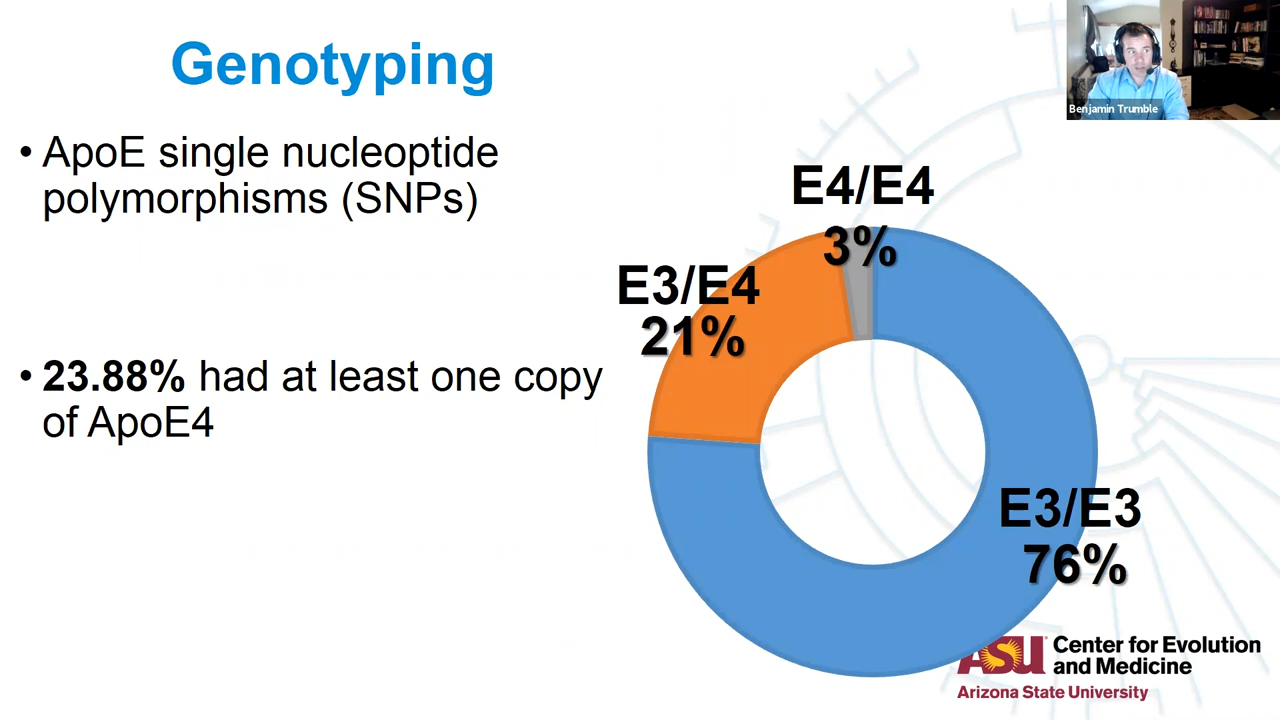 Genotyping
• ApoE single nucleoptide
polymorphisms (SNPs)
• 23.88% had at least one copy
of ApoE4
E4/E4
3%
E3/E4
21%
E3/E3
76%
Benjamin Trumble
ASU Center for Evolution
and Medicine
Arizona State University